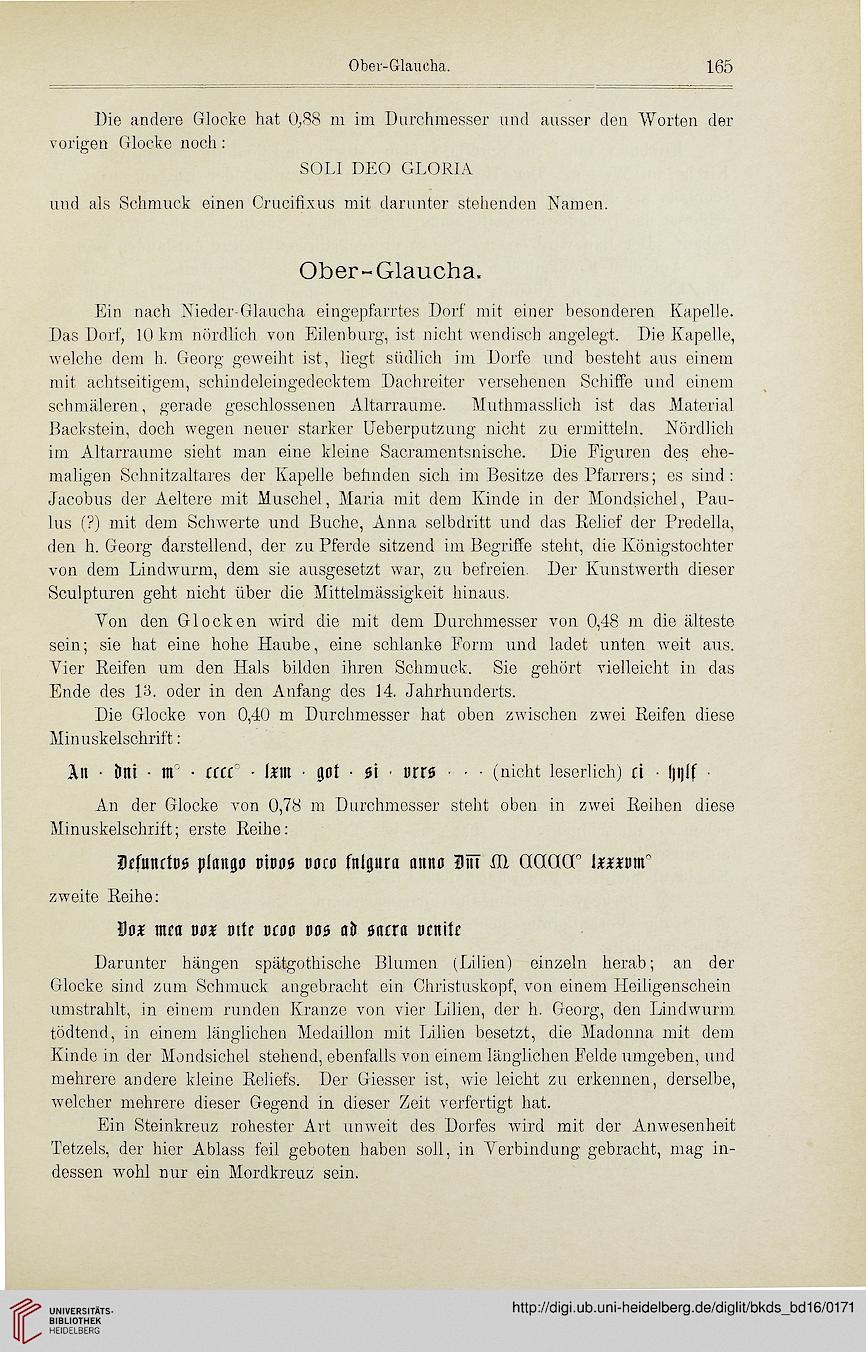 Ober-Glaucha. 165
Die andere Glocke hat 0,88 m im Durchmesser und ausser den Worten der
vorigen Glocke noch:
SOLI DEO GLORIA
und als Schmuck einen Crucifixus mit darunter stehenden Namen.
Ober-Glaucha.
Ein nach Nieder-Glaucha eingepfarrtes Dorf mit einer besonderen Kapelle.
Das Dorf, 10 km nördlich von Eilenburg, ist nicht wendisch angelegt. Die Kapelle,
welche dem h. Georg geweiht ist, liegt südlich im Dorfe und besteht aus einem
mit achtseitigem, schindeleingedecktem Dachreiter versehenen Schiffe und einem
schmäleren, gerade geschlossenen Altarraume. Muthmasslich ist das Material
Backstein, doch wegen neuer starker Ueberputzung nicht zu ermitteln. Nördlich
im Altarraume sieht man eine kleine Sacramentsnische. Die Figuren des ehe-
maligen Schnitzaltares der Kapelle befinden sich im Besitze des Pfarrers; es sind:
Jacobus der Aeltere mit Muschel, Maria mit dem Kinde in der Mondsichel, Pau-
lus (?) mit dem Schwerte und Buche, Anna selbdritt und das Relief der Predella,
den h. Georg darstellend, der zu Pferde sitzend im Begriffe steht, die Königstochter
von dem Lindwurm, dem sie ausgesetzt war, zu befreien. Der Kunstwerth dieser
Sculpturen geht nicht über die Mittelmässigkeit hinaus.
Von den Glocken wird die mit dem Durchmesser von 0,48 m die älteste
sein; sie hat eine hohe Haube, eine schlanke Form und ladet unten weit aus.
Vier Reifen um den Hals bilden ihren Schmuck. Sie gehört vielleicht in das
Ende des 13. oder in den Anfang des 14. Jahrhunderts.
Die Glocke von 0,40 m Durchmesser hat oben zwischen zwei Reifen diese
Minuskelschrift:
An · dni · m° · cccc° · lxm · got · si · · · · (nicht leserlich) ci ·
An der Glocke von 0,78 m Durchmesser steht oben in zwei Reihen diese
Minuskelschrift; erste Reihe:
Defunctvs plango vivos voco fulgura anno M CCCC° lxxxvm°
zweite Reihe:
Vox mea vox vite vcoo vos ad sacra venite
Darunter hängen spätgothische Blumen (Lilien) einzeln herab; an der
Glocke sind zum Schmuck angebracht ein Christuskopf, von einem Heiligenschein
umstrahlt, in einem runden Kranze von vier Lilien, der h. Georg, den Lindwurm
tödtend, in einem länglichen Medaillon mit Lilien besetzt, die Madonna mit dem
Kinde in der Mondsichel stehend, ebenfalls von einem länglichen Felde umgeben, und
mehrere andere kleine Reliefs. Der Giesser ist, wie leicht zu erkennen, derselbe,
welcher mehrere dieser Gegend in dieser Zeit verfertigt hat.
Ein Steinkreuz rohester Art unweit des Dorfes wird mit der Anwesenheit
Tetzels, der hier Ablass feil geboten haben soll, in Verbindung gebracht, mag in-
dessen wohl nur ein Mordkreuz sein.
UNIVERSITÄTS-
BIBLIOTHEK
HEIDELBERG
http://digi.ub.uni-heidelberg.de/diglit/bkds_bd16/0171